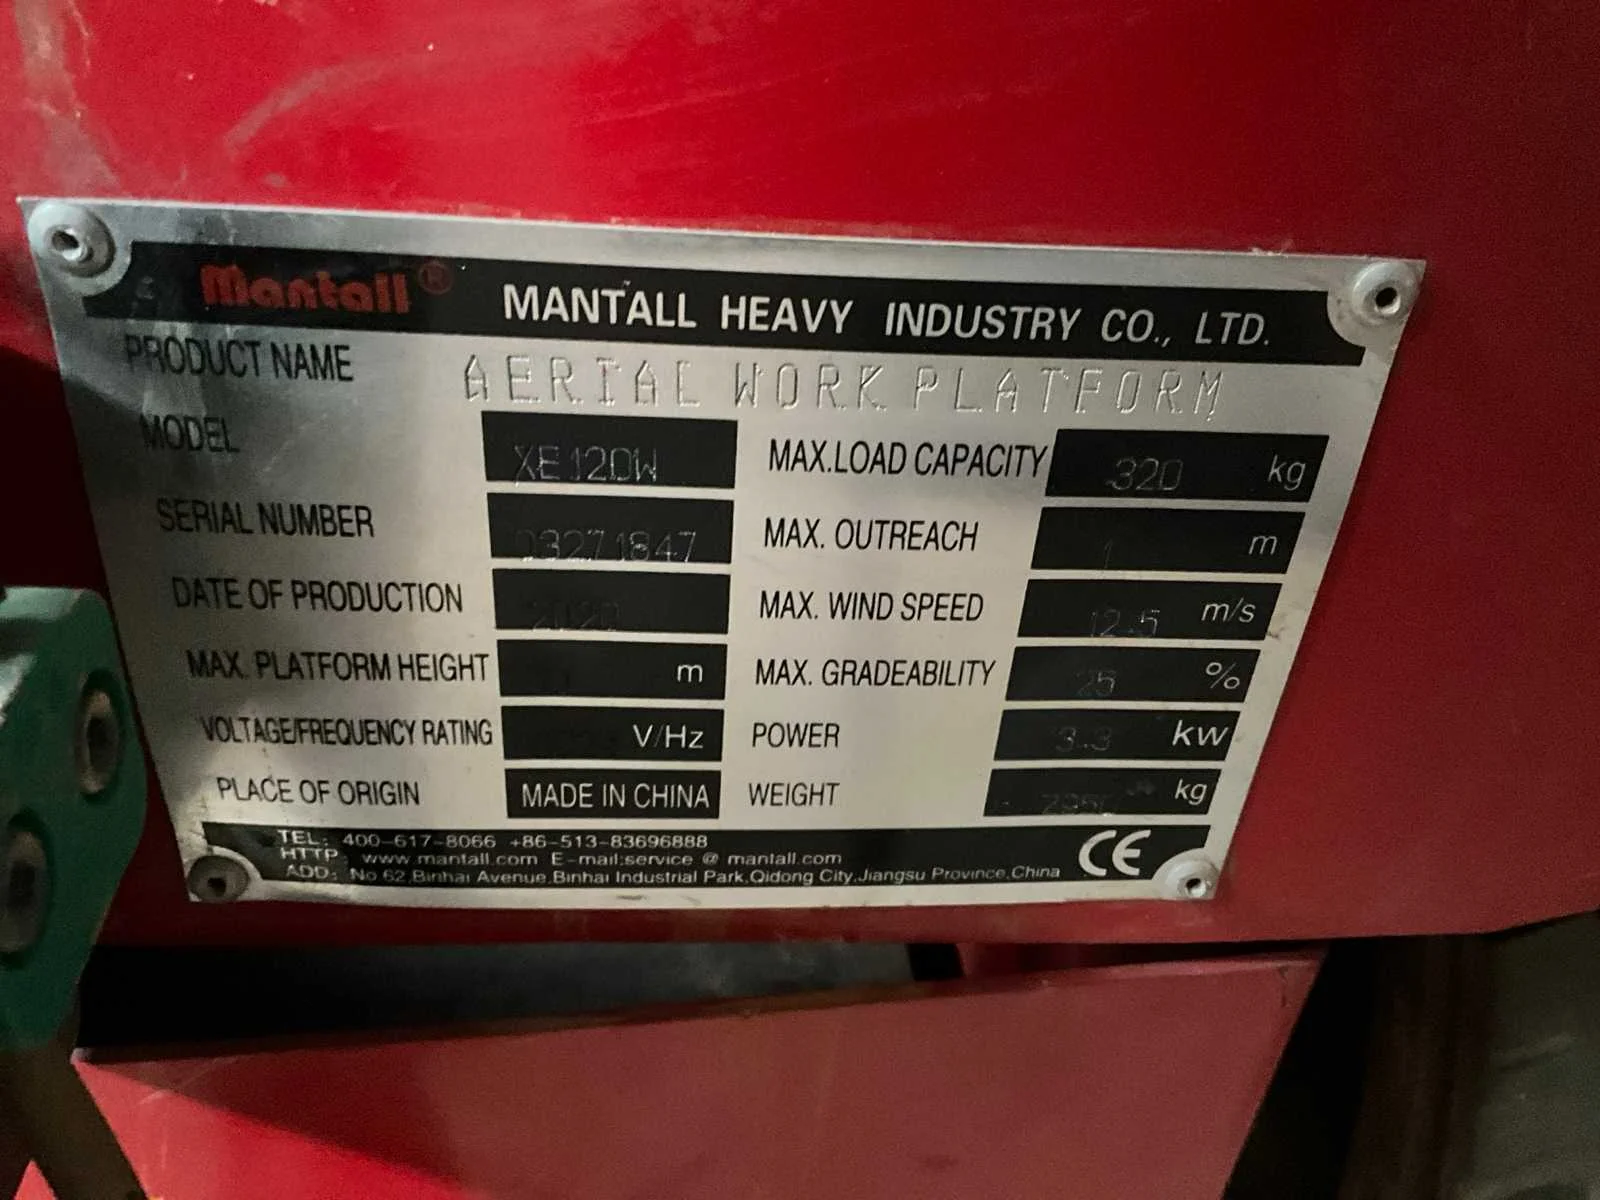 Mantall® MANTALL HEAVY INDUSTRY CO., LTD.
PRODUCT NAME AERIAL WORK PLATFORM
MODEL XE120W MAX.LOAD CAPACITY 320 kg
SERIAL NUMBER 03271847 MAX. OUTREACH 1 m
DATE OF PRODUCTION 2020 MAX. WIND SPEED 12.5 m/s
MAX. PLATFORM HEIGHT m MAX. GRADEABILITY 25 %
VOLTAGE/FREQUENCY RATING V/Hz POWER 3.3 kw
PLACE OF ORIGIN MADE IN CHINA WEIGHT kg
TEL: 400-617-8066 +86-513-83696888
HTTP: www.mantall.com E-mail:service @ mantall.com
ADD: No 62,Binhai Avenue,Binhai Industrial Park,Qidong City,Jiangsu Province,China
CE